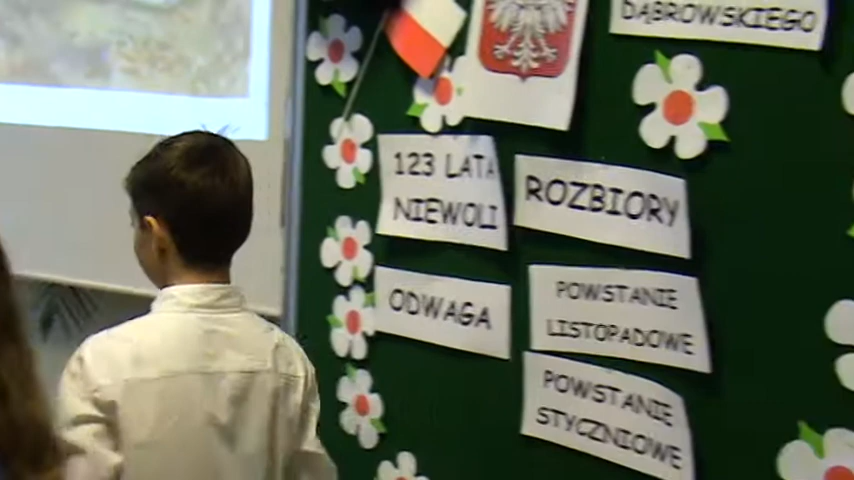 DĄBROWSKIEGO
123 LATA
NIEWOLI
ROZBIORY
ODWAGA
POWSTANIE
LISTOPADOWE
POWSTANIE
STYCZNIOWE